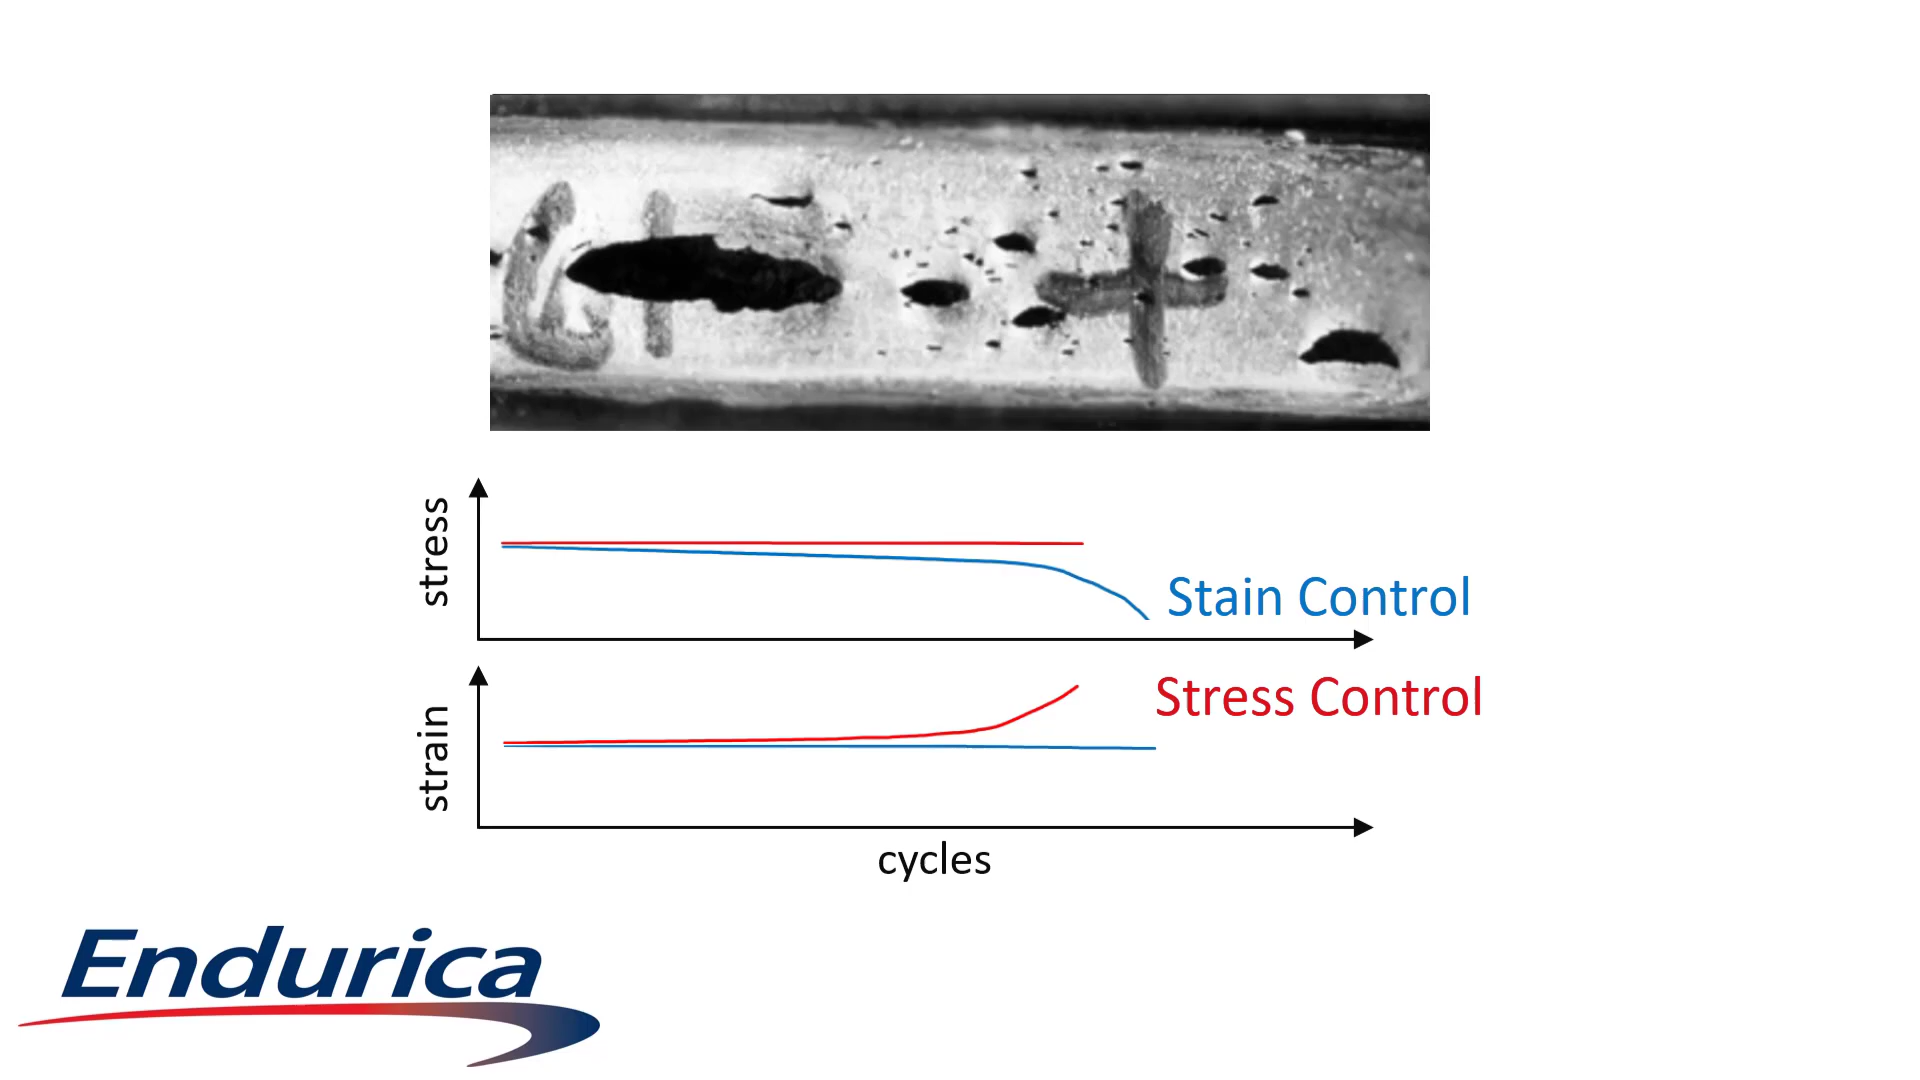 stress
Stain Control
strain
Stress Control
cycles
Endurica